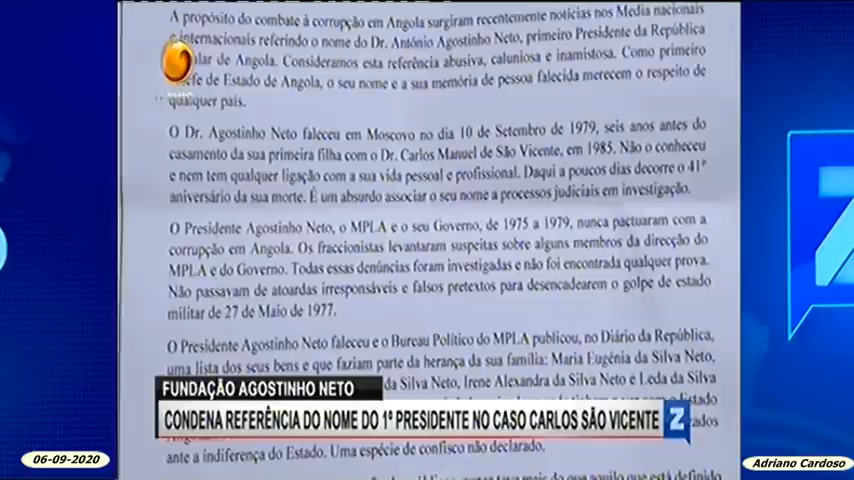 A propósito do combate à corrupção em Angola surgiram recentemente notícias nos Media nacionais
internacionais referindo o nome do Dr. António Agostinho Neto, primeiro Presidente da República
ular de Angola. Consideramos esta referência abusiva, caluniosa e inamistosa. Como primeiro
efe de Estado de Angola, o seu nome e a sua memória de pessoa falecida merecem o respeito de
qualquer país.
O Dr. Agostinho Neto faleceu em Moscovo no dia 10 de Setembro de 1979, seis anos antes do
casamento da sua primeira filha com o Dr. Carlos Manuel de São Vicente, em 1985. Não o conheceu
e nem tem qualquer ligação com a sua vida pessoal e profissional. Daqui a poucos dias decorre o 41º
aniversário da sua morte. É um absurdo associar o seu nome a processos judiciais em investigação.
O Presidente Agostinho Neto, o MPLA e o seu Governo, de 1975 a 1979, nunca pactuaram com a
corrupção em Angola. Os fraccionistas levantaram suspeitas sobre alguns membros da direcção do
MPLA e do Governo. Todas essas denúncias foram investigadas e não foi encontrada qualquer prova.
Não passavam de atoardas irresponsáveis e falsos pretextos para desencadearem o golpe de estado
militar de 27 de Maio de 1977.
O Presidente Agostinho Neto faleceu e o Bureau Político do MPLA publicou, no Diário da República,
uma lista dos seus bens e que faziam parte da herança da sua família: Maria Eugénia da Silva Neto,
da Silva Neto, Irene Alexandra da Silva Neto e Leda da Silva
FUNDAÇÃO AGOSTINHO NETO
Estado
CONDENA REFERÊNCIA DO NOME DO 1º PRESIDENTE NO CASO CARLOS SÃO VICENTE Z
ante a indiferença do Estado. Uma espécie de confisco não declarado.
06-09-2020
Adriano Cardoso